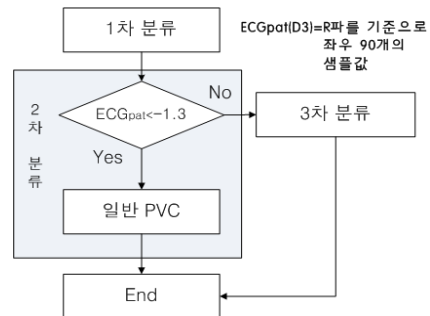 1차 분류
ECGpat(D3)=R파를 기준으로
좌우 90개의
샘플값
2
차
분
류
ECGpat<-1.3
No
3차 분류
Yes
일반 PVC
End